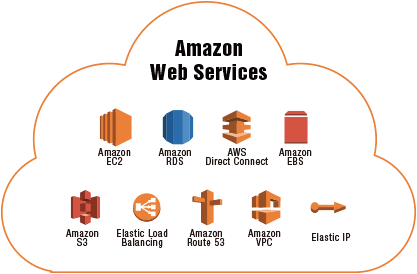 Amazon
Web Services
Amazon
EC2
Amazon
RDS
AWS
Direct Connect
Amazon
EBS
Amazon
S3
Elastic Load
Balancing
Amazon
Route 53
Amazon
VPC
Elastic IP